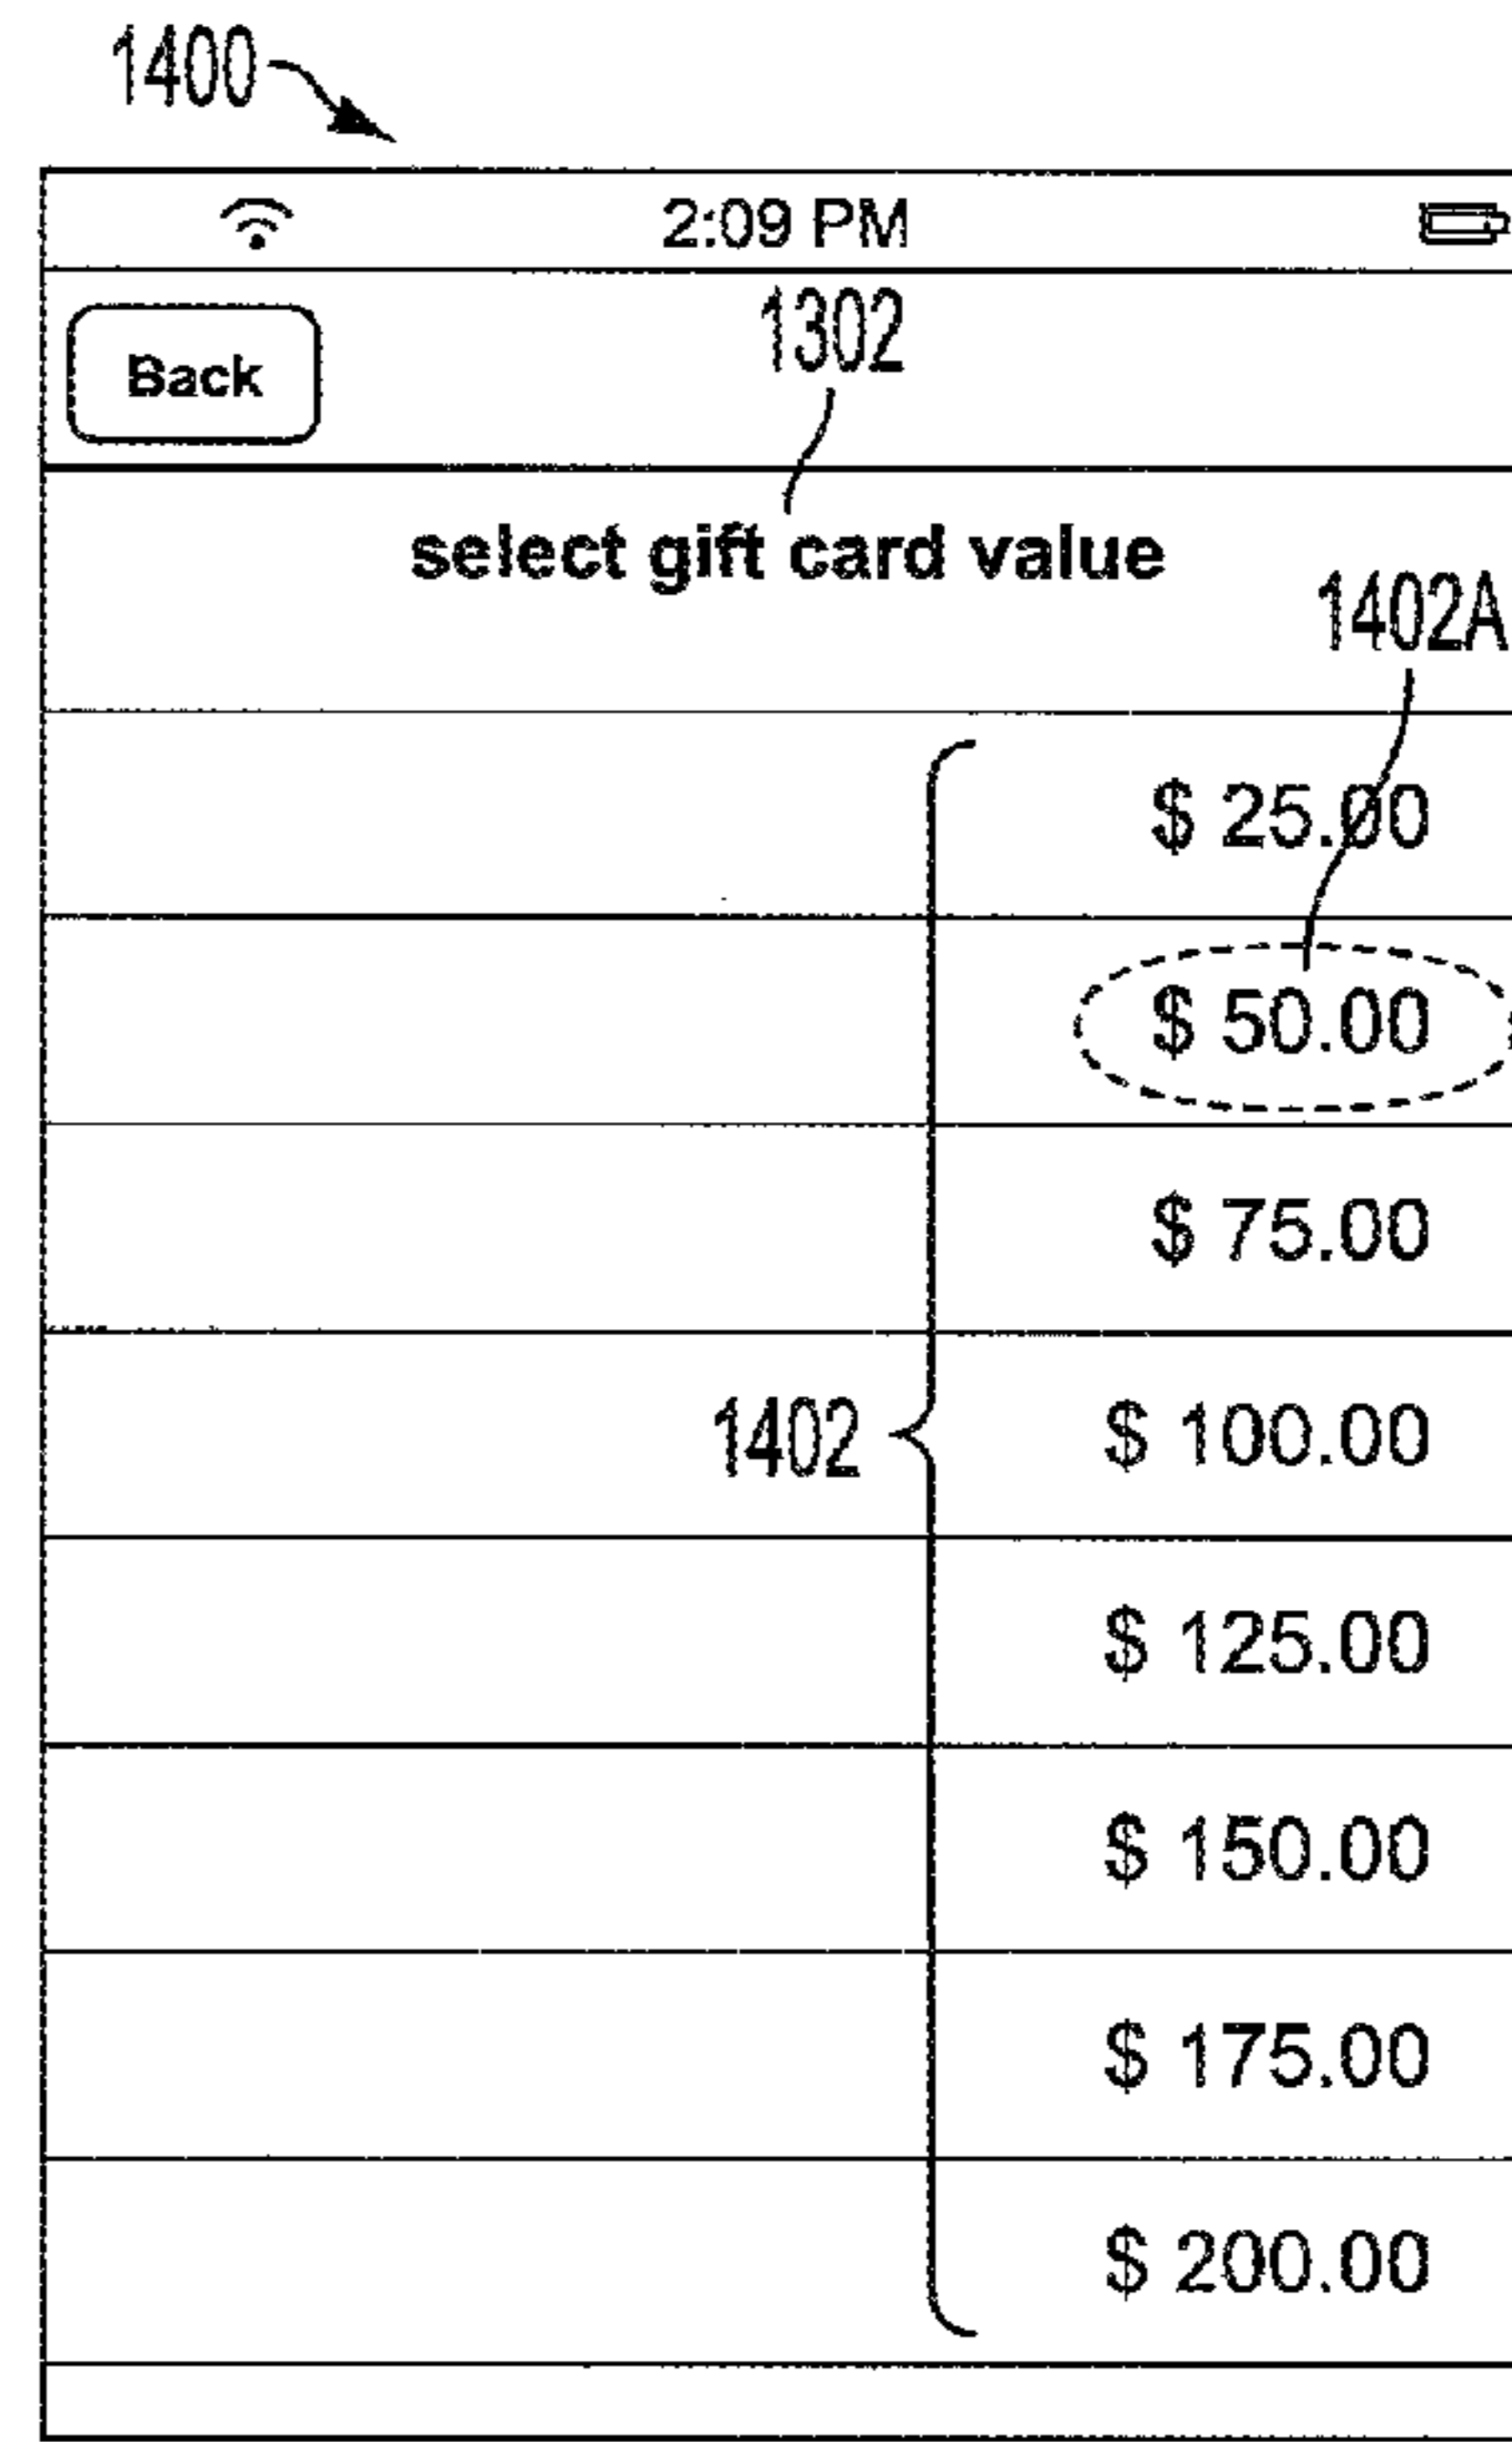 1400
2:09 PM
Back
1302
select gift card value
1402A
$ 25.00
$ 50.00
$ 75.00
1402
$ 100.00
$ 125.00
$ 150.00
$ 175.00
$ 200.00